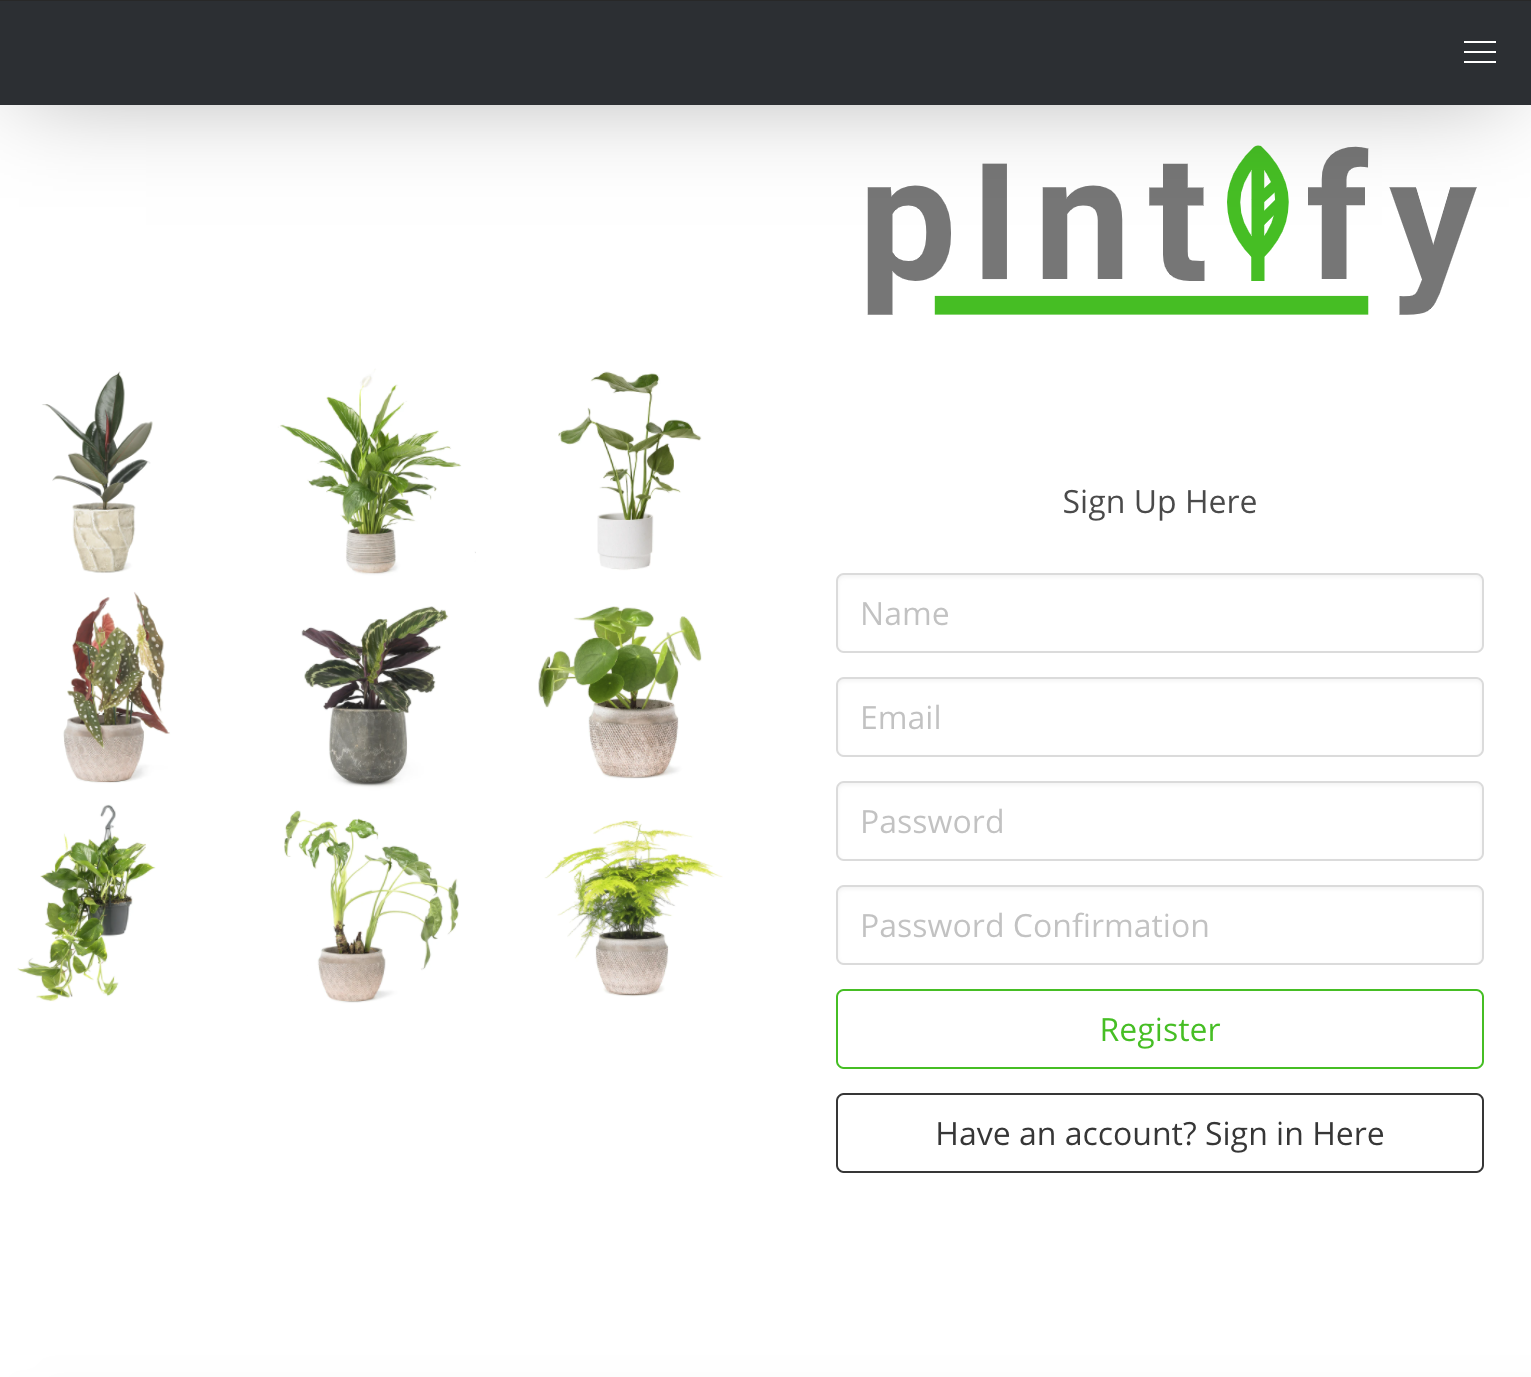 plntify
Sign Up Here
Name
Email
Password
Password Confirmation
Register
Have an account? Sign in Here